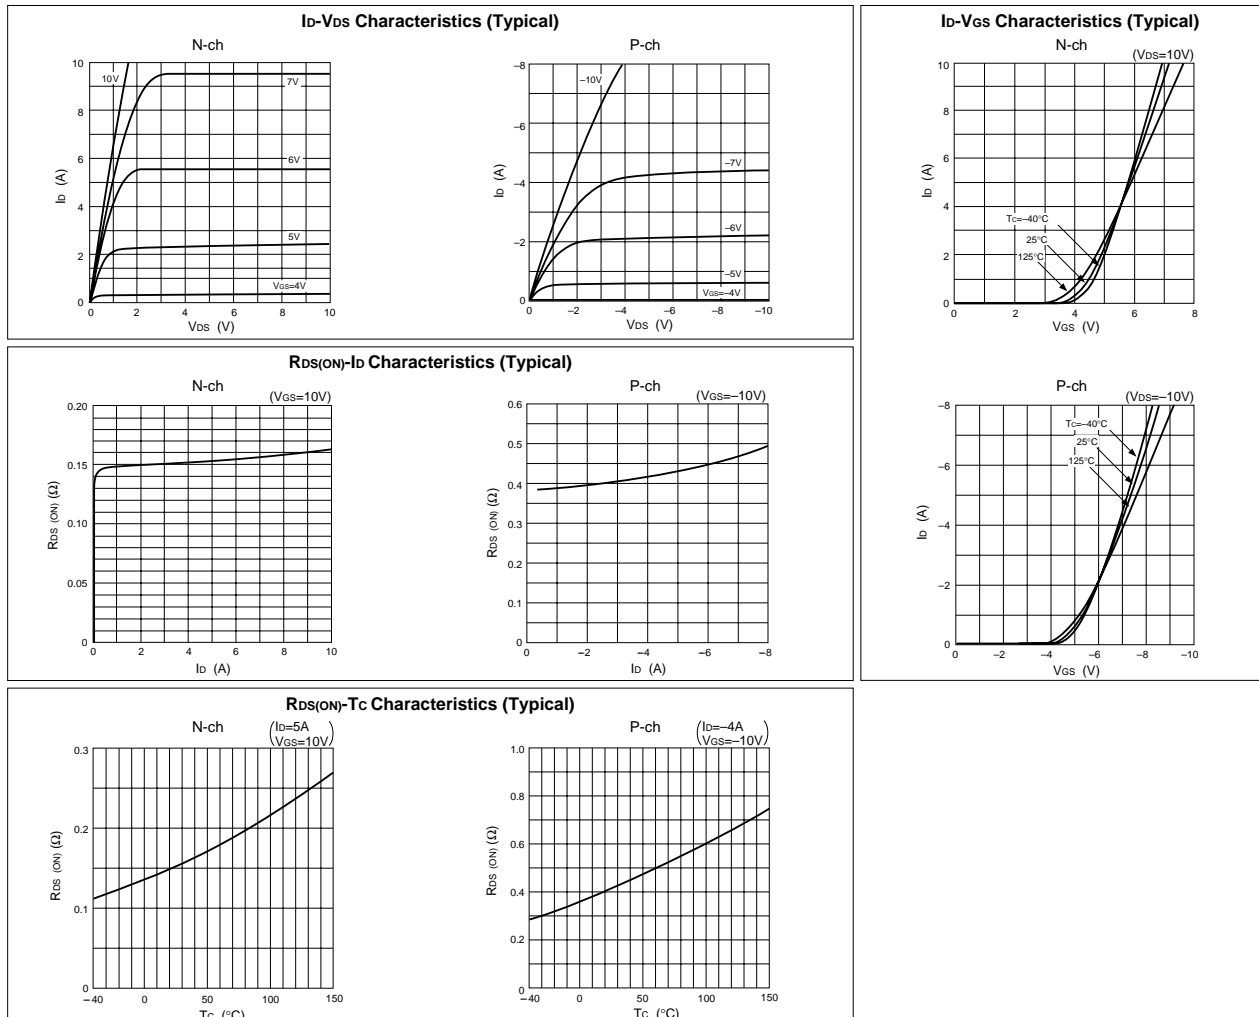 ID-VDS Characteristics (Typical)
N-ch
10
8
6
4
2
0
ID (A)
10V
7V
6V
5V
VGS=4V
0 2 4 6 8 10
VDS (V)
P-ch
–8
–6
–4
–2
0
ID (A)
–10V
–7V
–6V
–5V
VGS=–4V
0 –2 –4 –6 –8 –10
VDS (V)
RDS(ON)-ID Characteristics (Typical)
N-ch
(VGS=10V)
0.20
0.15
0.10
0.05
0
RDS (ON) (Ω)
0 2 4 6 8 10
ID (A)
P-ch
(VGS=–10V)
0.6
0.5
0.4
0.3
0.2
0.1
0
RDS (ON) (Ω)
0 –2 –4 –6 –8
ID (A)
RDS(ON)-TC Characteristics (Typical)
N-ch
(ID=5A
VGS=10V)
0.3
0.2
0.1
0
RDS (ON) (Ω)
–40 0 50 100 150
TC (°C)
P-ch
(ID=–4A
VGS=–10V)
1.0
0.8
0.6
0.4
0.2
0
RDS (ON) (Ω)
–40 0 50 100 150
TC (°C)
ID-VGS Characteristics (Typical)
N-ch
(VDS=10V)
10
8
6
4
2
0
ID (A)
TC=–40°C
25°C
125°C
0 2 4 6 8
VGS (V)
P-ch
(VDS=–10V)
–8
–6
–4
–2
0
ID (A)
TC=–40°C
25°C
125°C
0 –2 –4 –6 –8 –10
VGS (V)